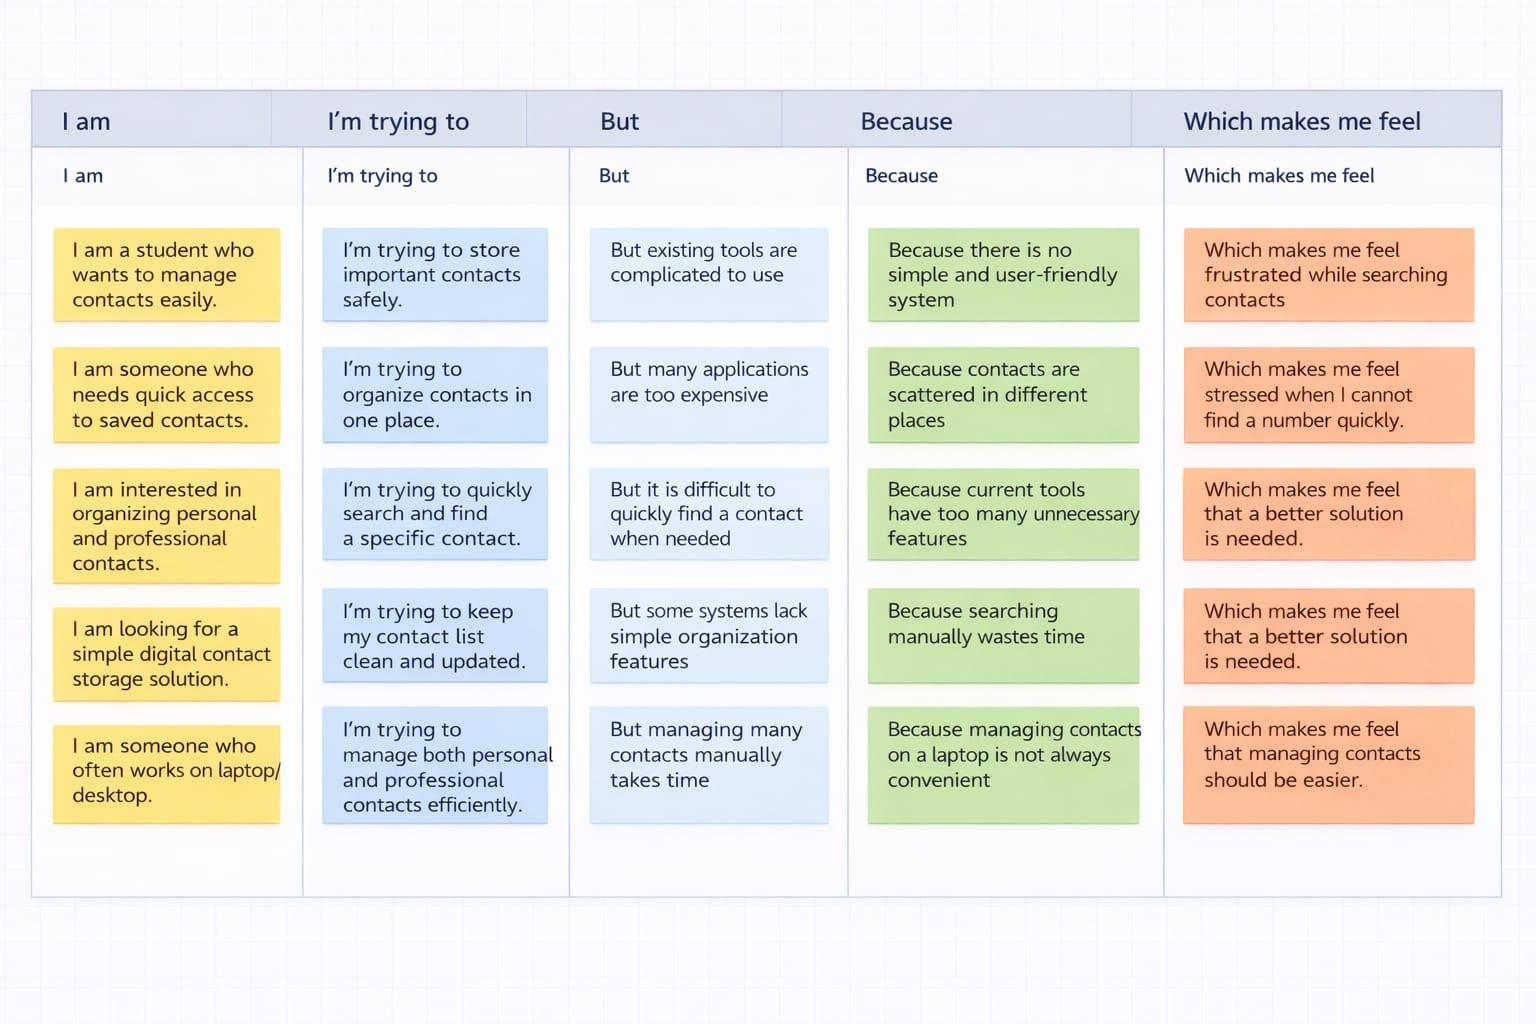 I am
I'm trying to
But
Because
Which makes me feel
I am
I'm trying to
But
Because
Which makes me feel
I am a student who
wants to manage
contacts easily.
I'm trying to store
important contacts
safely.
But existing tools are
complicated to use
Because there is no
simple and user-friendly
system
Which makes me feel
frustrated while searching
contacts
I am someone who
needs quick access
to saved contacts.
I'm trying to
organize contacts in
one place.
But many applications
are too expensive
Because contacts are
scattered in different
places
Which makes me feel
stressed when I cannot
find a number quickly.
I am interested in
organizing personal
and professional
contacts.
I'm trying to quickly
search and find
a specific contact.
But it is difficult to
quickly find a contact
when needed
Because current tools
have too many unnecessary
features
Which makes me feel
that a better solution
is needed.
I am looking for a
simple digital contact
storage solution.
I'm trying to keep
my contact list
clean and updated.
But some systems lack
simple organization
features
Because searching
manually wastes time
Which makes me feel
that a better solution
is needed.
I am someone who
often works on laptop/
desktop.
I'm trying to
manage both personal
and professional
contacts efficiently.
But managing many
contacts manually
takes time
Because managing contacts
on a laptop is not always
convenient
Which makes me feel
that managing contacts
should be easier.